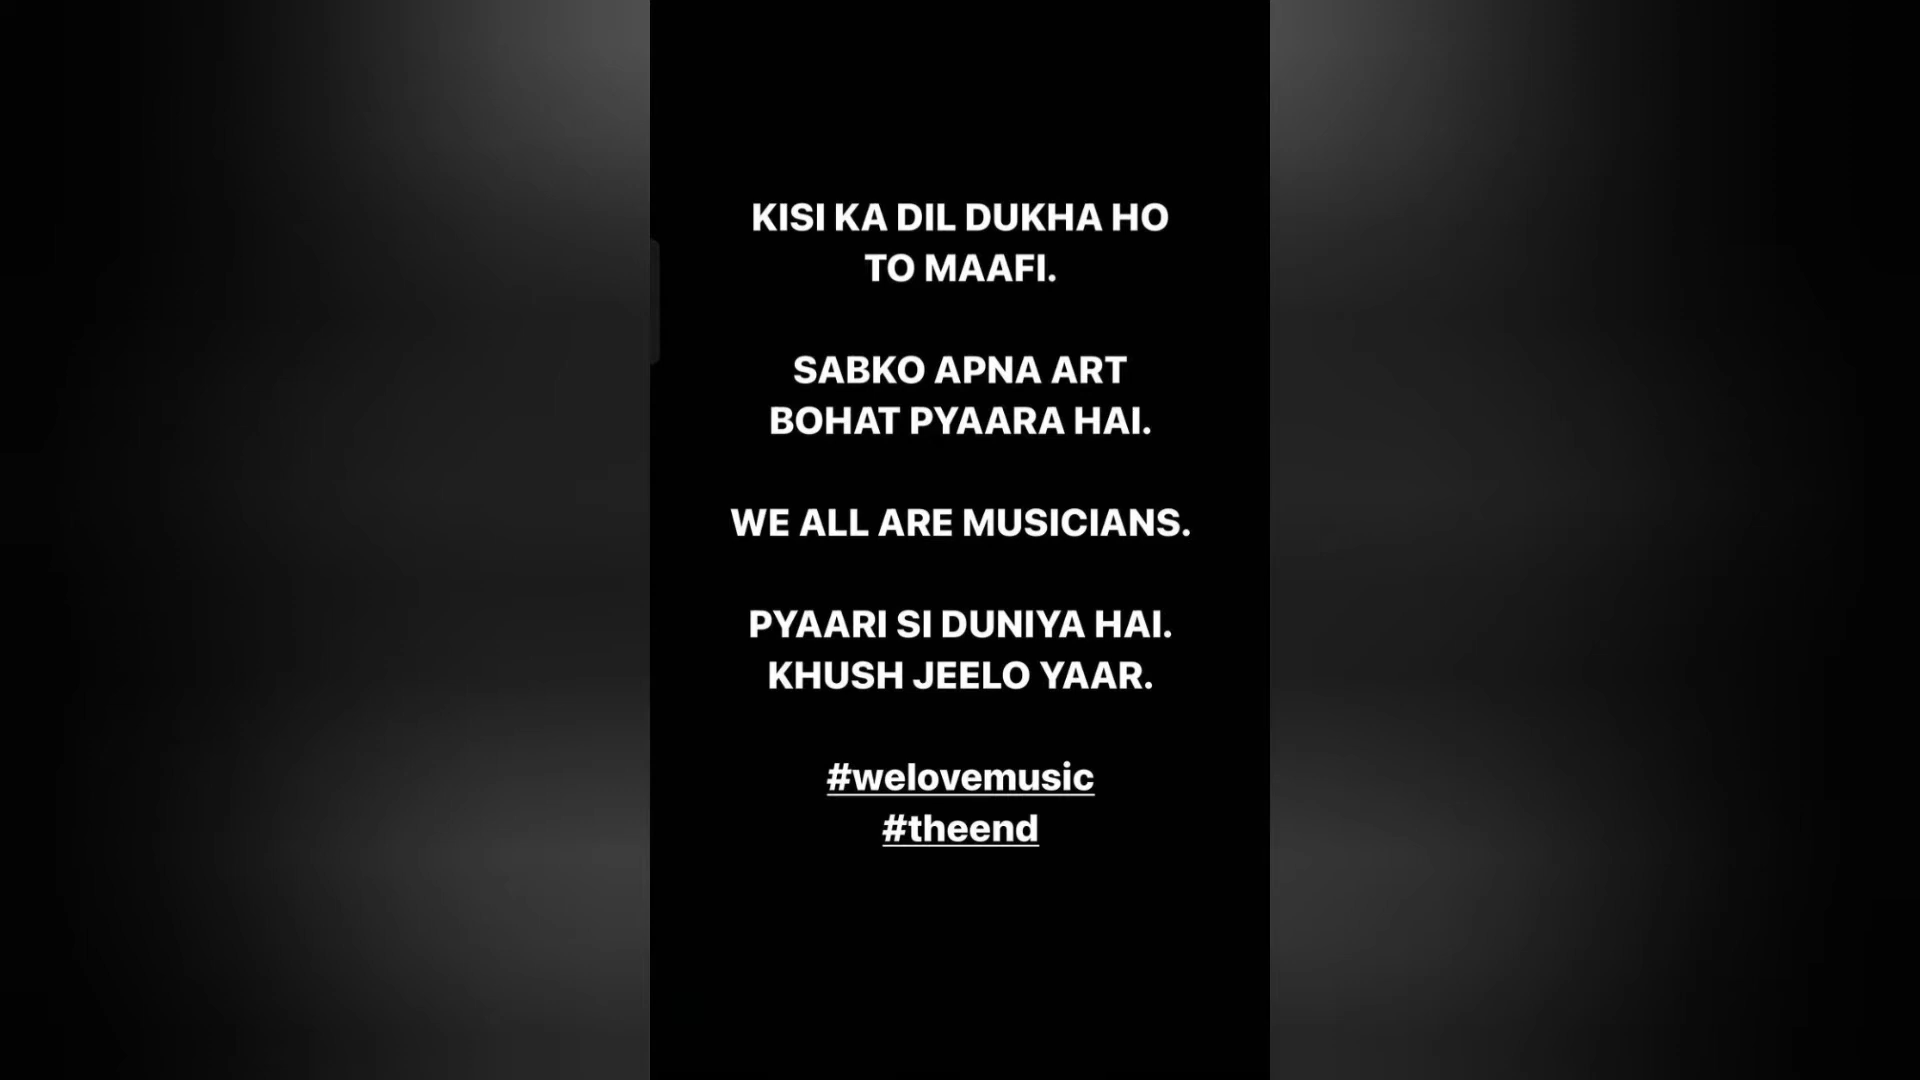 KISI KA DIL DUKHA HO
TO MAAFI.
SABKO APNA ART
BOHAT PYAARA HAI.
WE ALL ARE MUSICIANS.
PYAARI SI DUNIYA HAI.
KHUSH JEELO YAAR.
#welovemusic
#theend